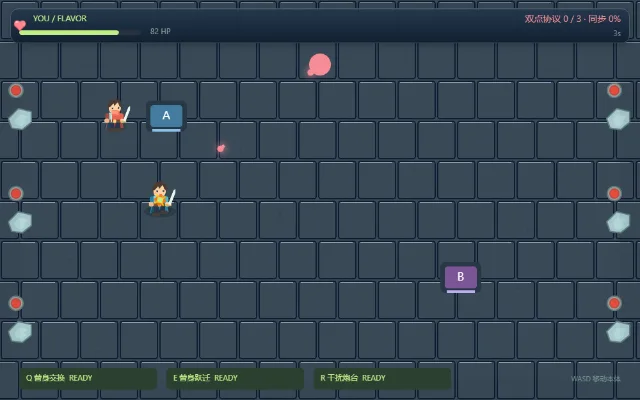 YOU / FLAVOR
双点协议 0 / 3 · 同步 0%
82 HP
3s
A
B
Q 替身交换 READY
E 替身跃迁 READY
R 干扰炮台 READY
WASD 移动本体